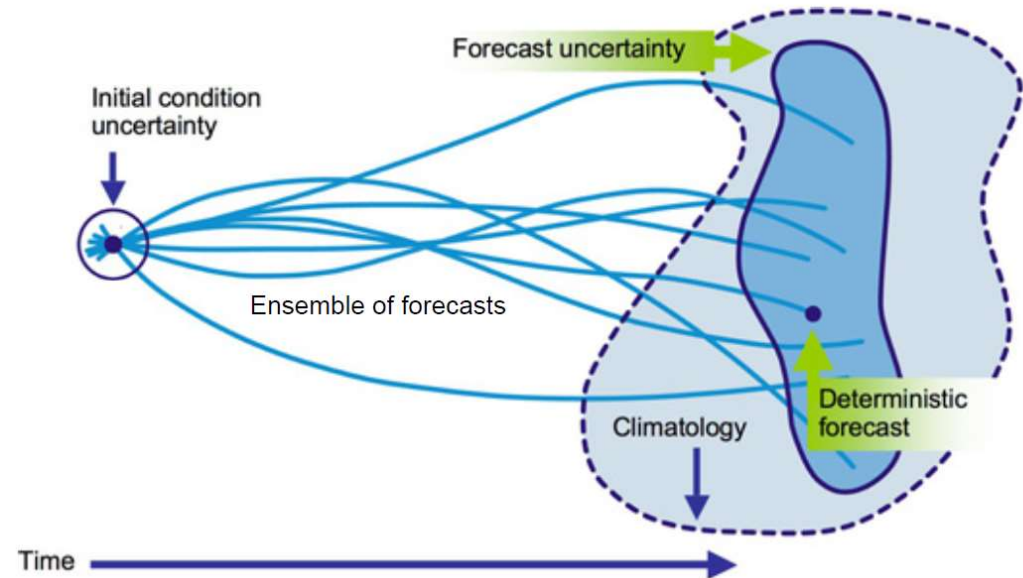 Forecast uncertainty
Initial condition
uncertainty
Ensemble of forecasts
Deterministic
forecast
Climatology
Time